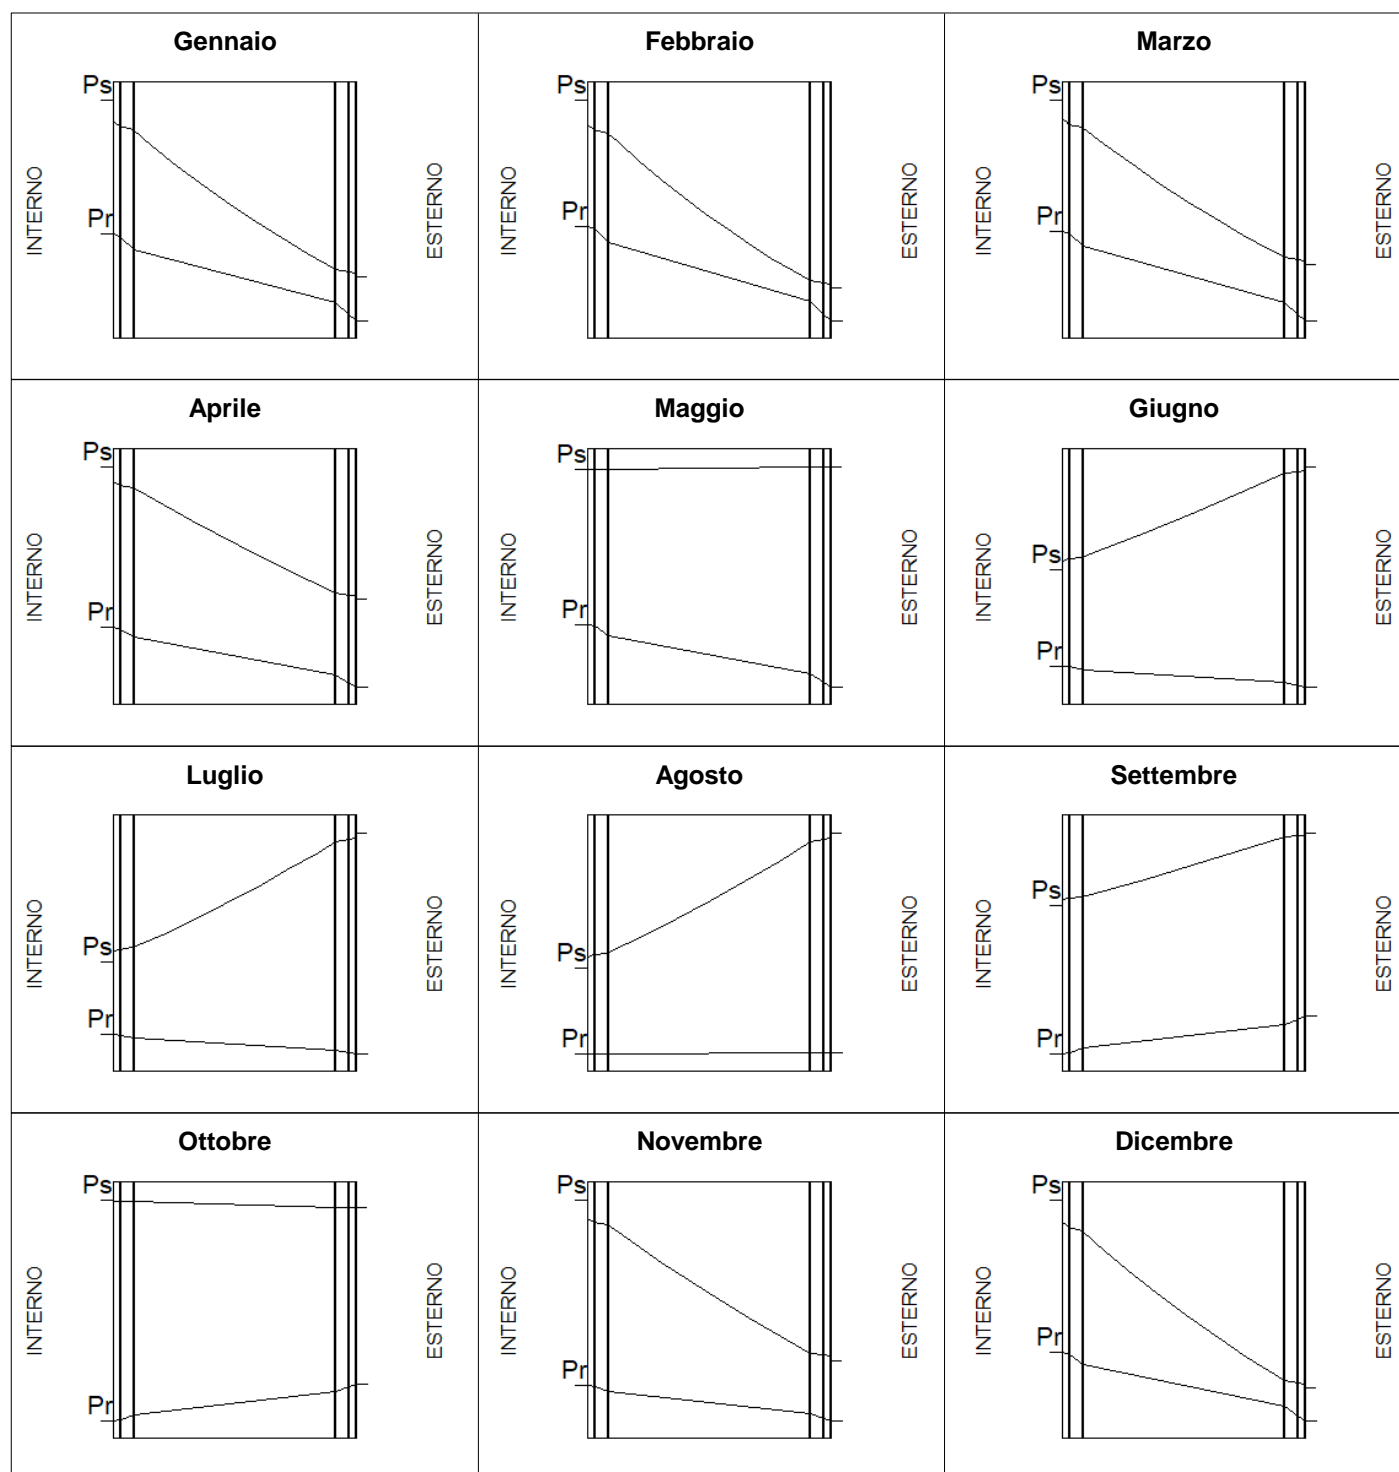 Gennaio
Ps
Pr
INTERNO
ESTERNO
Febbraio
Ps
Pr
INTERNO
ESTERNO
Marzo
Ps
Pr
INTERNO
ESTERNO
Aprile
Ps
Pr
INTERNO
ESTERNO
Maggio
Ps
Pr
INTERNO
ESTERNO
Giugno
Ps
Pr
INTERNO
ESTERNO
Luglio
Ps
Pr
INTERNO
ESTERNO
Agosto
Ps
Pr
INTERNO
ESTERNO
Settembre
Ps
Pr
INTERNO
ESTERNO
Ottobre
Ps
Pr
INTERNO
ESTERNO
Novembre
Ps
Pr
INTERNO
ESTERNO
Dicembre
Ps
Pr
INTERNO
ESTERNO